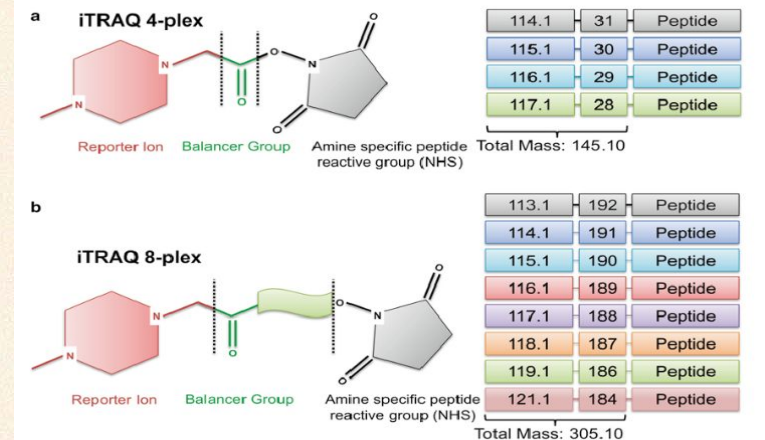 a
iTRAQ 4-plex
N
N
O
O
N
O
O
Reporter Ion
Balancer Group
Amine specific peptide
reactive group (NHS)
114.1 31 Peptide
115.1 30 Peptide
116.1 29 Peptide
117.1 28 Peptide
Total Mass: 145.10
b
iTRAQ 8-plex
N
N
O
O
N
O
O
Reporter Ion
Balancer Group
Amine specific peptide
reactive group (NHS)
113.1 192 Peptide
114.1 191 Peptide
115.1 190 Peptide
116.1 189 Peptide
117.1 188 Peptide
118.1 187 Peptide
119.1 186 Peptide
121.1 184 Peptide
Total Mass: 305.10